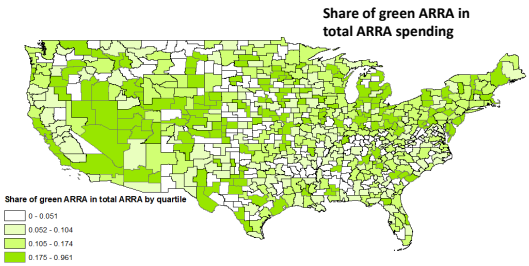 Share of green ARRA in
total ARRA spending
Share of green ARRA in total ARRA by quartile
0 - 0.051
0.052 - 0.104
0.105 - 0.174
0.175 - 0.961